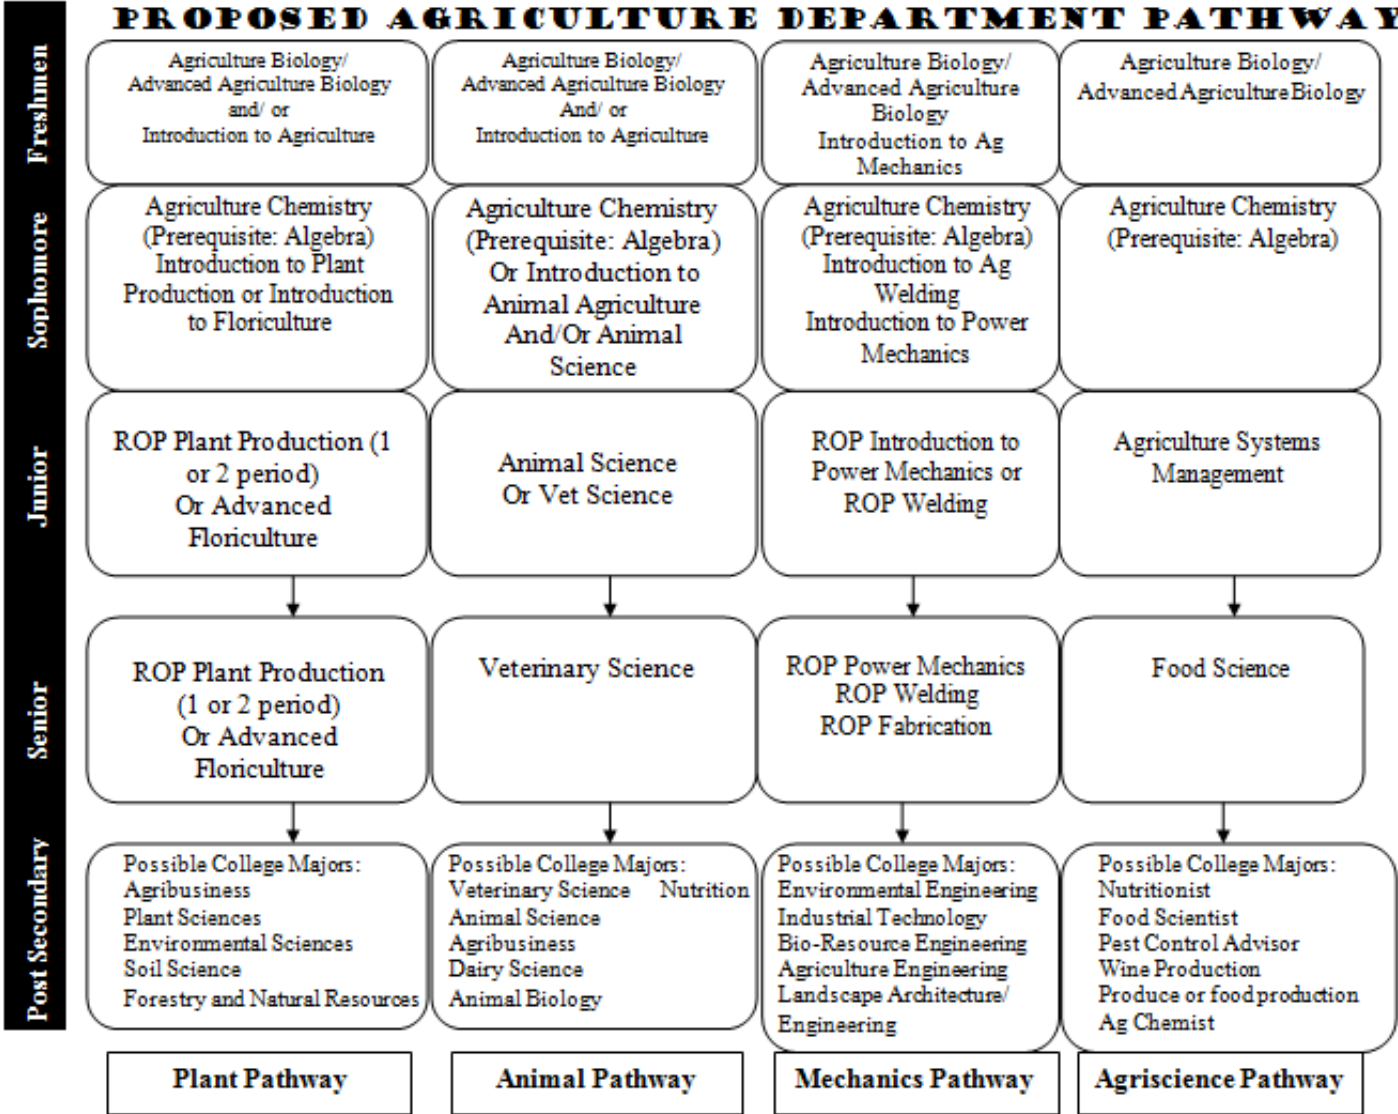 PROPOSED AGRICULTURE DEPARTMENT PATHWAY
Freshmen
Agriculture Biology/
Advanced Agriculture Biology
and/ or
Introduction to Agriculture
Agriculture Biology/
Advanced Agriculture Biology
And/ or
Introduction to Agriculture
Agriculture Biology/
Advanced Agriculture
Biology
Introduction to Ag
Mechanics
Agriculture Biology/
Advanced Agriculture Biology
Sophomore
Agriculture Chemistry
(Prerequisite: Algebra)
Introduction to Plant
Production or Introduction
to Floriculture
Agriculture Chemistry
(Prerequisite: Algebra)
Or Introduction to
Animal Agriculture
And/Or Animal
Science
Agriculture Chemistry
(Prerequisite: Algebra)
Introduction to Ag
Welding
Introduction to Power
Mechanics
Agriculture Chemistry
(Prerequisite: Algebra)
Junior
ROP Plant Production (1
or 2 period)
Or Advanced
Floriculture
Animal Science
Or Vet Science
ROP Introduction to
Power Mechanics or
ROP Welding
Agriculture Systems
Management
Senior
ROP Plant Production
(1 or 2 period)
Or Advanced
Floriculture
Veterinary Science
ROP Power Mechanics
ROP Welding
ROP Fabrication
Food Science
Post Secondary
Possible College Majors:
Agribusiness
Plant Sciences
Environmental Sciences
Soil Science
Forestry and Natural Resources
Possible College Majors:
Veterinary Science Nutrition
Animal Science
Agribusiness
Dairy Science
Animal Biology
Possible College Majors:
Environmental Engineering
Industrial Technology
Bio-Resource Engineering
Agriculture Engineering
Landscape Architecture/
Engineering
Possible College Majors:
Nutritionist
Food Scientist
Pest Control Advisor
Wine Production
Produce or food production
Ag Chemist
Plant Pathway
Animal Pathway
Mechanics Pathway
Agriscience Pathway